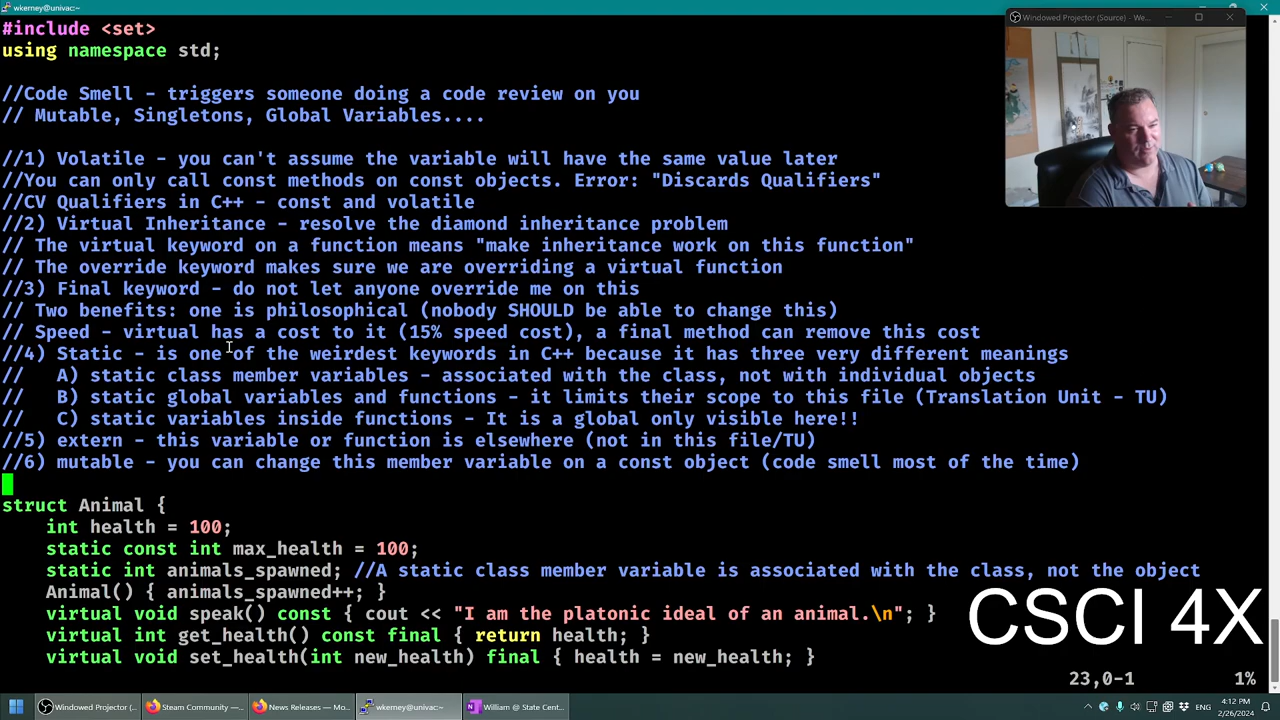 wkerney@univac:~
Windowed Projector (Source) - We...
#include <set>
using namespace std;
//Code Smell - triggers someone doing a code review on you
// Mutable, Singletons, Global Variables....
//1) Volatile - you can't assume the variable will have the same value later
//You can only call const methods on const objects. Error: "Discards Qualifiers"
//CV Qualifiers in C++ - const and volatile
//2) Virtual Inheritance - resolve the diamond inheritance problem
// The virtual keyword on a function means "make inheritance work on this function"
// The override keyword makes sure we are overriding a virtual function
//3) Final keyword - do not let anyone override me on this
// Two benefits: one is philosophical (nobody SHOULD be able to change this)
// Speed - virtual has a cost to it (15% speed cost), a final method can remove this cost
//4) Static - is one of the weirdest keywords in C++ because it has three very different meanings
//   A) static class member variables - associated with the class, not with individual objects
//   B) static global variables and functions - it limits their scope to this file (Translation Unit - TU)
//   C) static variables inside functions - It is a global only visible here!!
//5) extern - this variable or function is elsewhere (not in this file/TU)
//6) mutable - you can change this member variable on a const object (code smell most of the time)
struct Animal {
    int health = 100;
    static const int max_health = 100;
    static int animals_spawned; //A static class member variable is associated with the class, not the object
    Animal() { animals_spawned++; }
    virtual void speak() const { cout << "I am the platonic ideal of an animal.\n"; }
    virtual int get_health() const final { return health; }
    virtual void set_health(int new_health) final { health = new_health; }
CSCI 4X
23,0-1 1%
Windowed Projector (...
Steam Community —...
News Releases — Mo...
wkerney@univac:~
William @ State Cent...
ENG
4:12 PM
2/26/2024